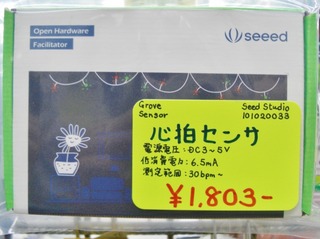 Open Hardware
Facilitator
seeed
Grove
Sensor
Seed Studio
101020033
心拍センサ
電源電圧:DC3~5V
低消費電力:6.5mA
測定範囲:30bpm~
¥1,803-